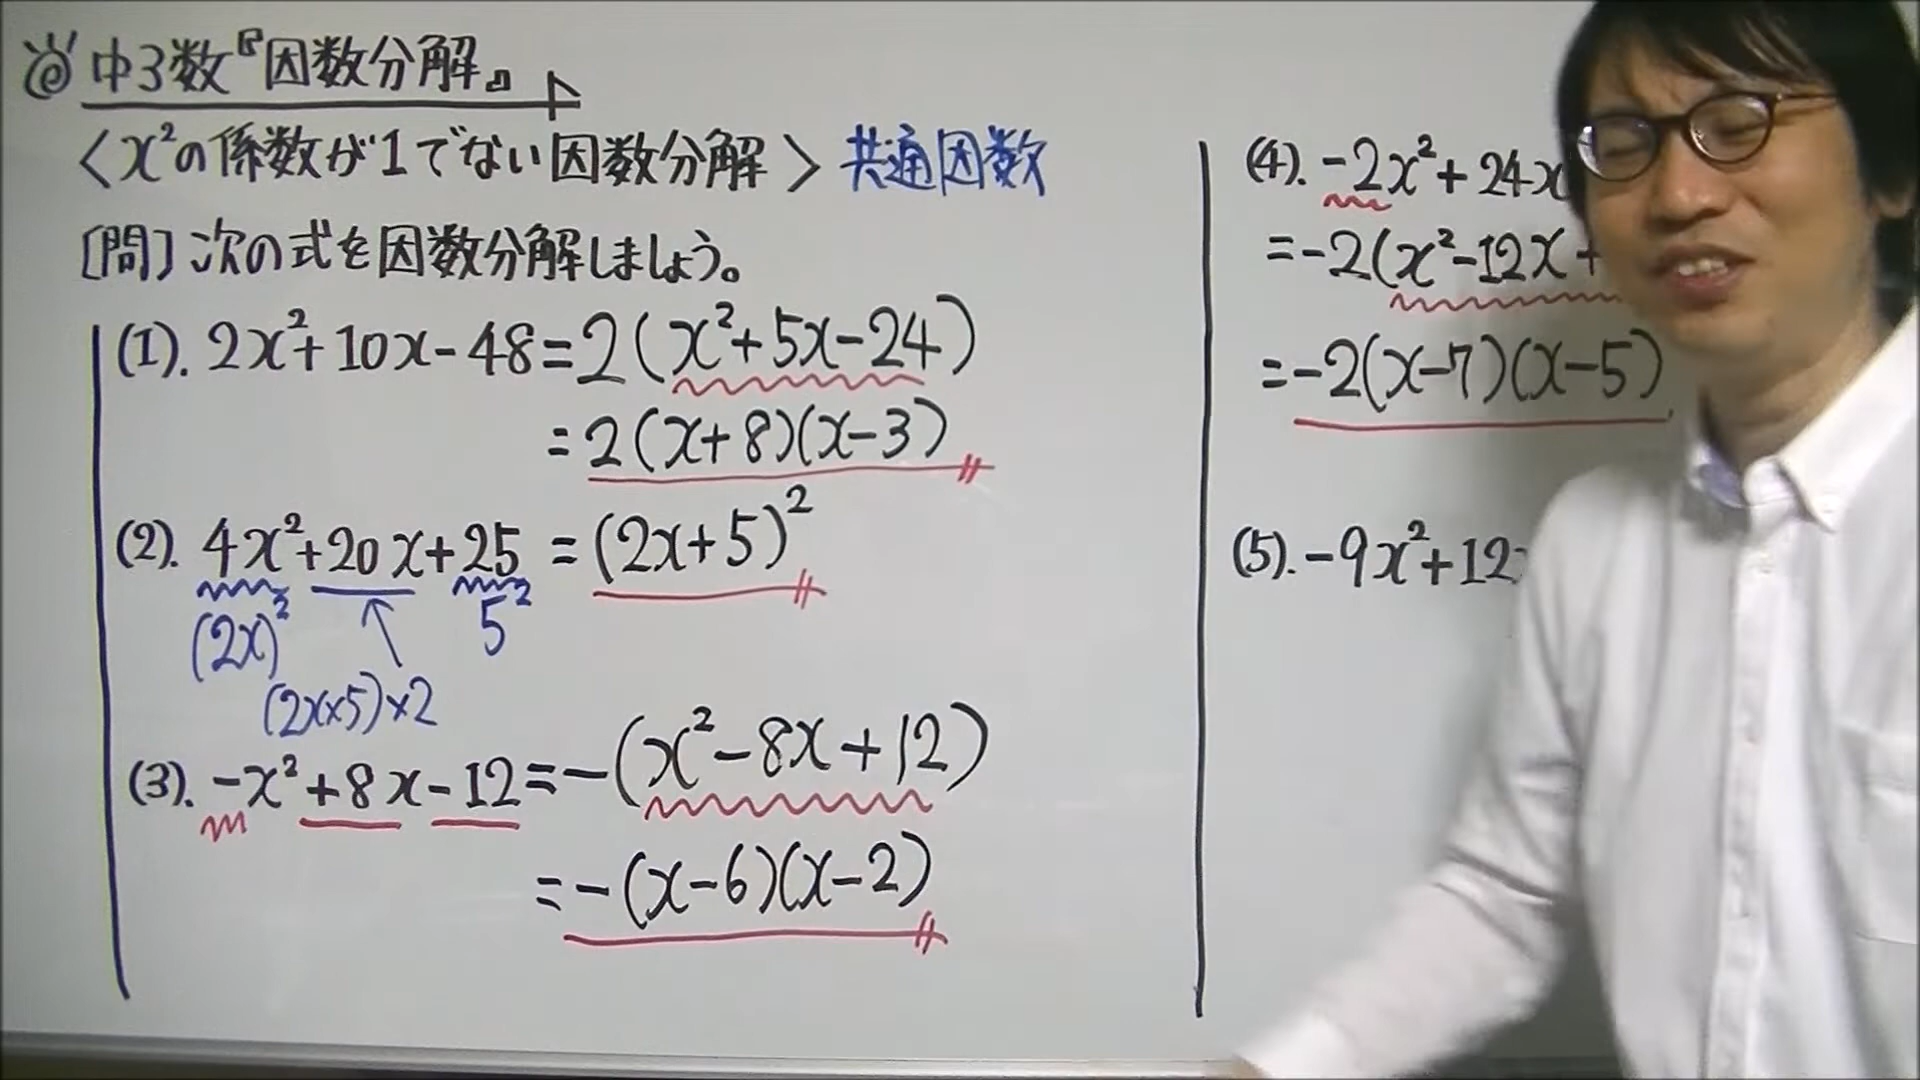 中3数『因数分解』
〈x²の係数が1でない因数分解〉 共通因数
[問] 次の式を因数分解しましょう。
(1). 2x²+10x-48=2(x²+5x-24)
=2(x+8)(x-3)
(2). 4x²+20x+25 =(2x+5)²
(2x)² 5²
(2x×5)×2
(3). -x²+8x-12=-(x²-8x+12)
=-(x-6)(x-2)
(4). -2x²+24x
=-2(x²-12x+
=-2(x-7)(x-5)
(5). -9x²+12